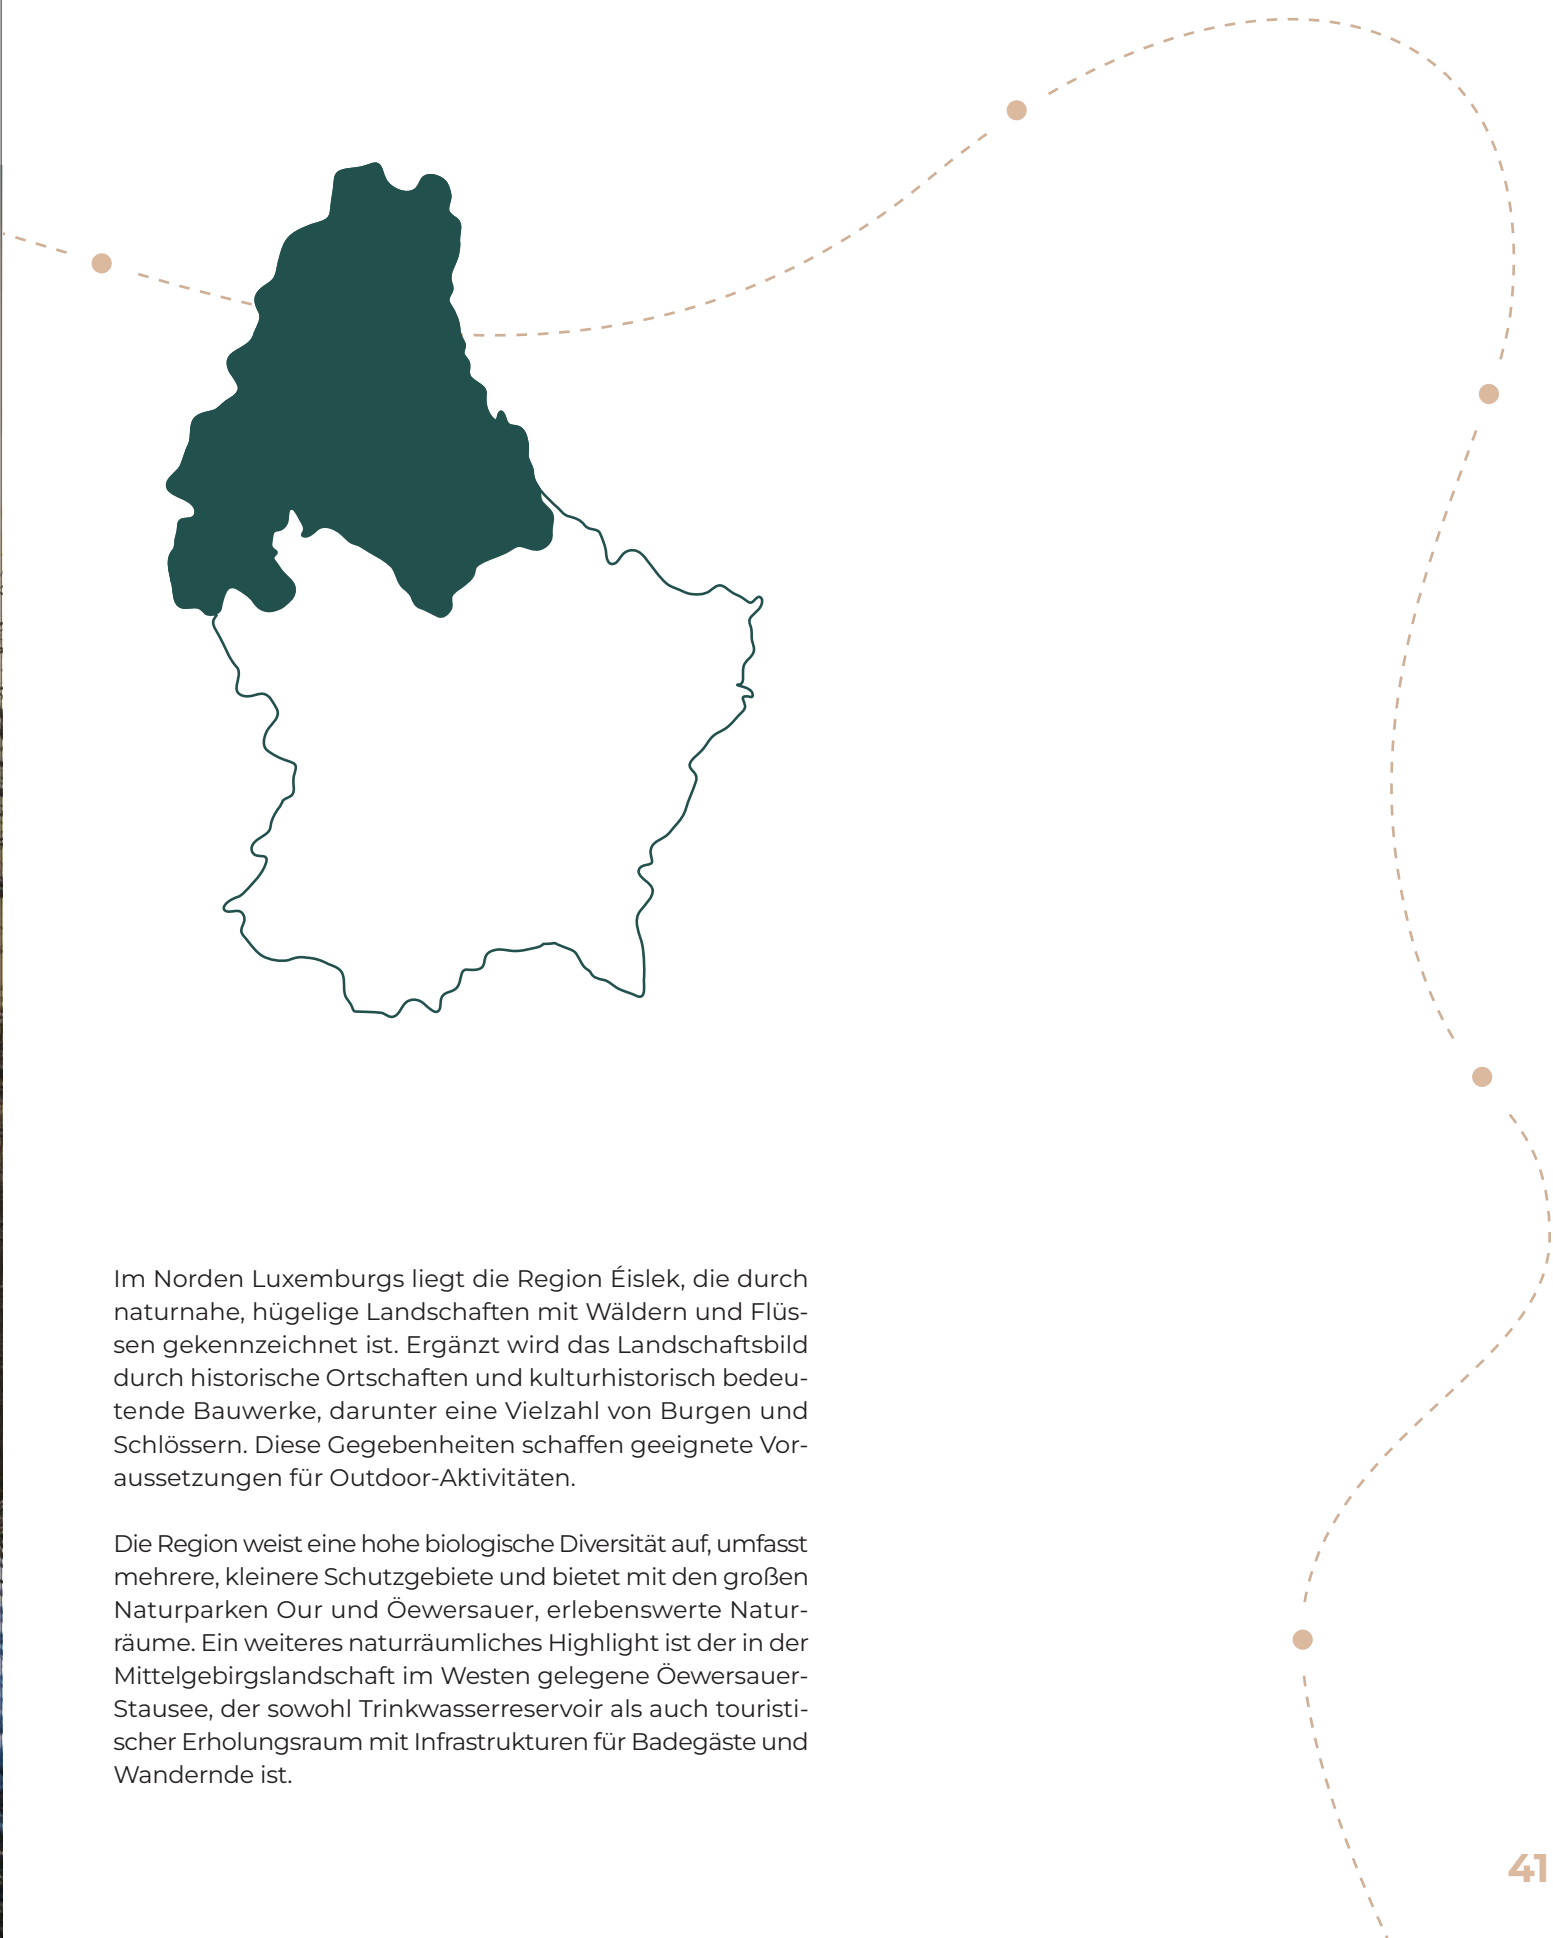 Im Norden Luxemburgs liegt die Region Éislek, die durch
naturnahe, hügelige Landschaften mit Wäldern und Flüs-
sen gekennzeichnet ist. Ergänzt wird das Landschaftsbild
durch historische Ortschaften und kulturhistorisch bedeu-
tende Bauwerke, darunter eine Vielzahl von Burgen und
Schlössern. Diese Gegebenheiten schaffen geeignete Vor-
aussetzungen für Outdoor-Aktivitäten.
Die Region weist eine hohe biologische Diversität auf, umfasst
mehrere, kleinere Schutzgebiete und bietet mit den großen
Naturparken Our und Öewersauer, erlebenswerte Natur-
räume. Ein weiteres naturräumliches Highlight ist der in der
Mittelgebirgslandschaft im Westen gelegene Öewersauer-
Stausee, der sowohl Trinkwasserreservoir als auch touristi-
scher Erholungsraum mit Infrastrukturen für Badegäste und
Wandernde ist.
41